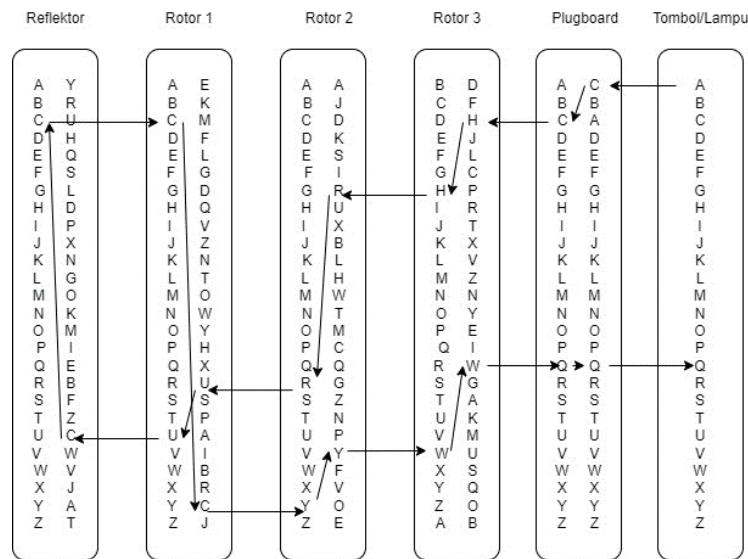 Reflektor Rotor 1 Rotor 2 Rotor 3 Plugboard Tombol/Lampu
A Y A E A A B D A C A
B R B K B J C F B B B
C U C M C D D H C A C
D H D F D K E J D D D
E Q E L E S F L E E E
F S F G F I G C F F F
G L G D G R H P G G G
H D H Q H U I R H H H
I P I V I X J T I I I
J X J Z J B K X J J J
K N K N K L L V K K K
L G L T L H M Z L L L
M O M O M W N N M M M
N K N W N T O Y N N N
O M O Y O M P E O O O
P I P H P C Q I P P P
Q E Q X Q Q R W Q Q Q
R B R U R G S G R R R
S F S S S Z T A S S S
T Z T P T N U K T T T
U C U A U P V M U U U
V W V I V Y W U V V V
W V W B W F X S W W W
X J X R X V Y Q X X X
Y A Y C Y O Z O Y Y Y
Z T Z J Z E A B Z Z Z